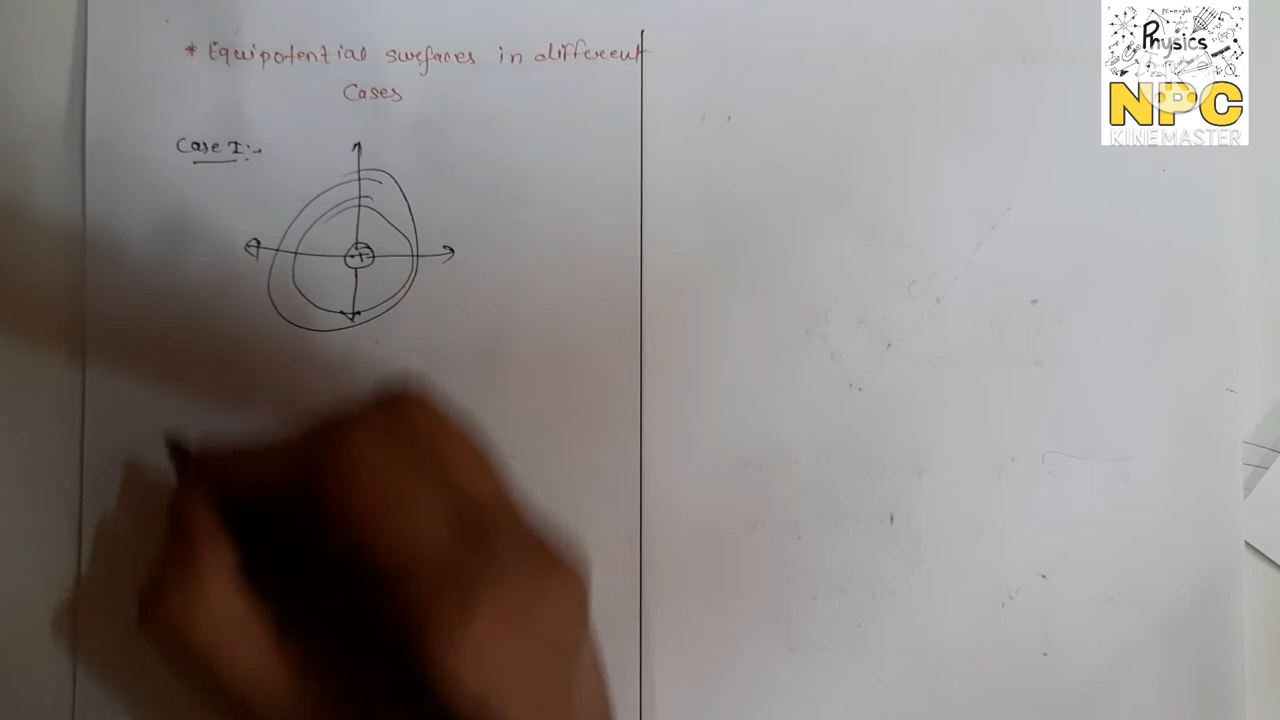 * Equipotential surfaces in different
Cases
Case I:-
+
Physics
NPC
KINEMASTER